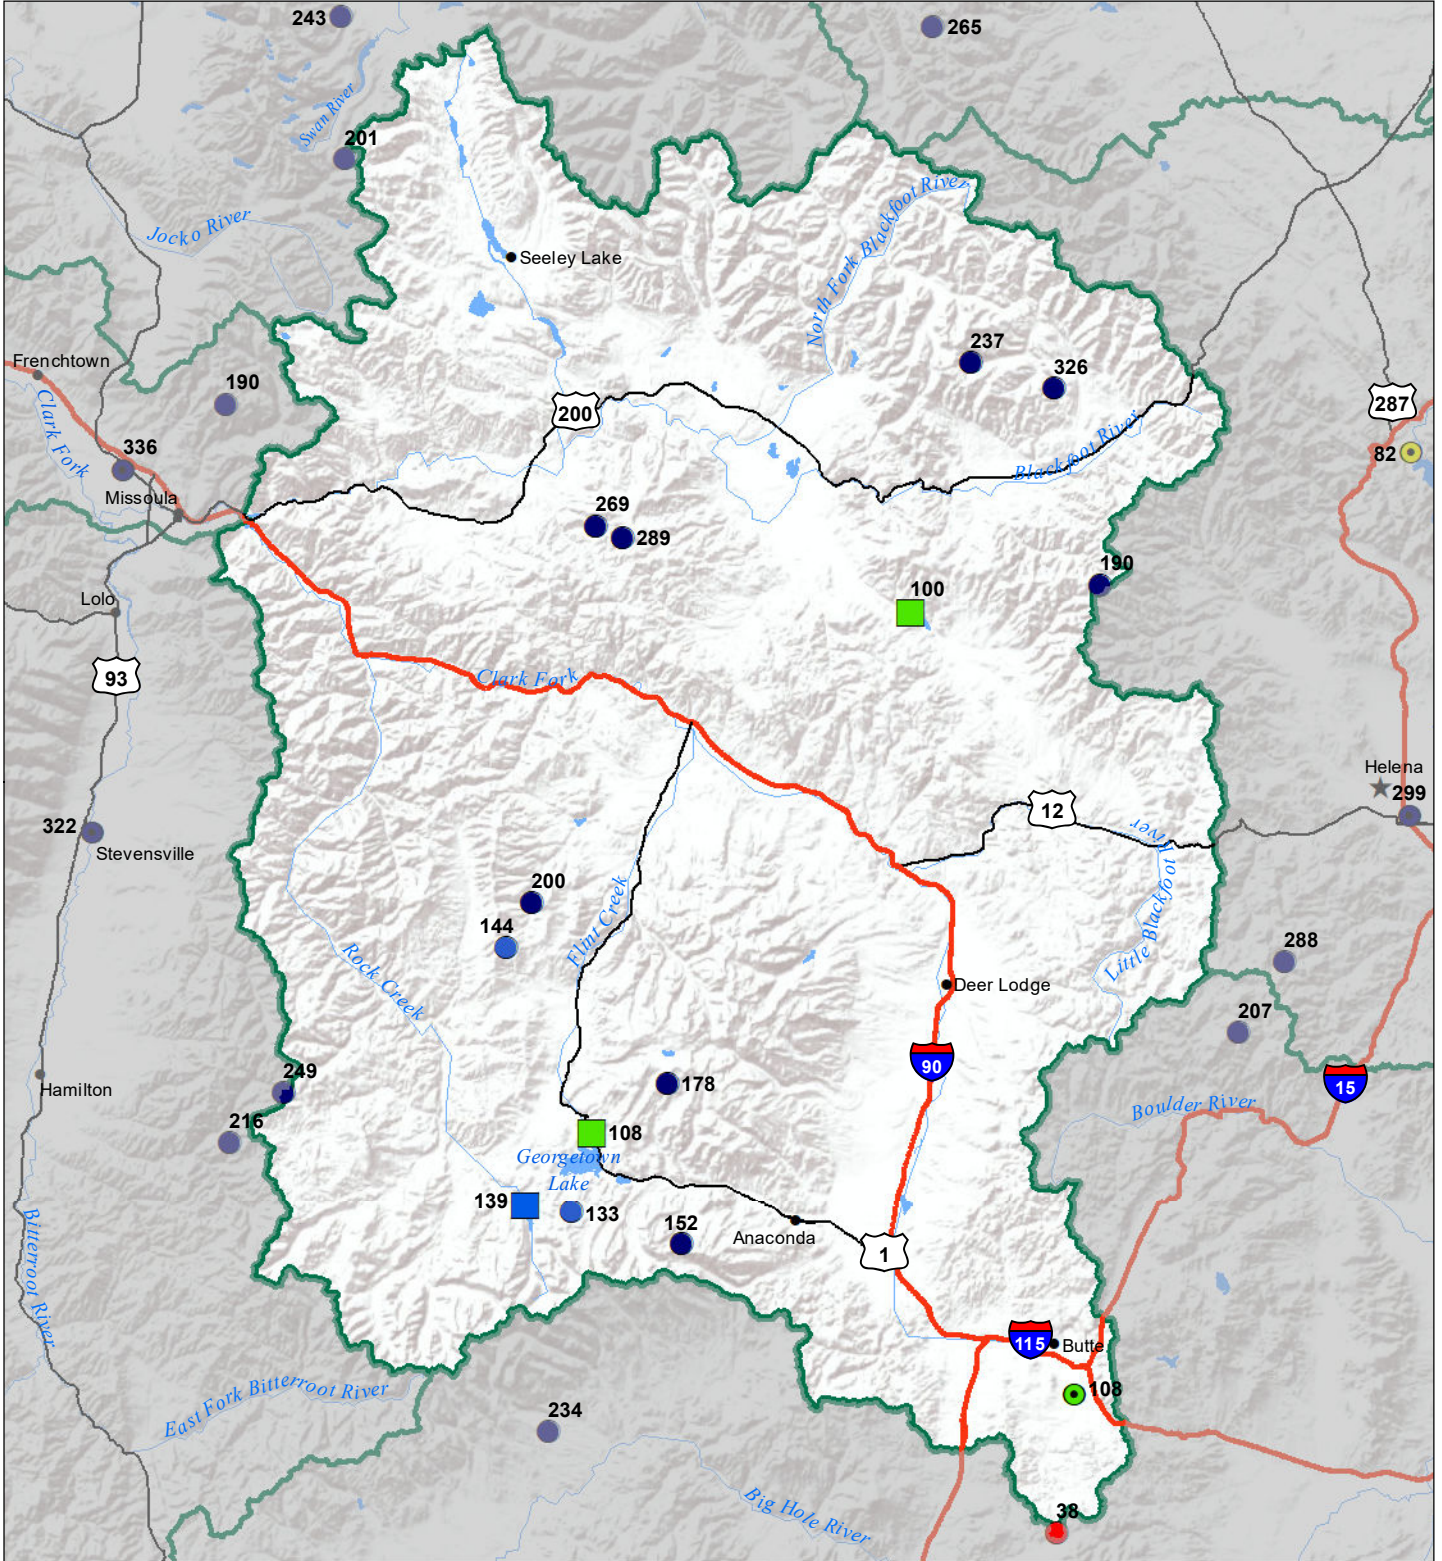 243
265
Swan River
201
Jocko River
North Fork Blackfoot River
Seeley Lake
237
326
Frenchtown
190
200
287
Clark Fork
336
82
Blackfoot River
Missoula
269
289
190
100
Lolo
93
Clark Fork
Helena
299
12
322
Stevensville
Little Blackfoot River
200
144
Flint Creek
288
Rock Creek
Deer Lodge
207
90
249
178
15
Hamilton
Boulder River
216
108
Georgetown
Lake
139
133
152
Anaconda
1
Bitterroot River
115
Butte
108
East Fork Bitterroot River
234
Big Hole River
38